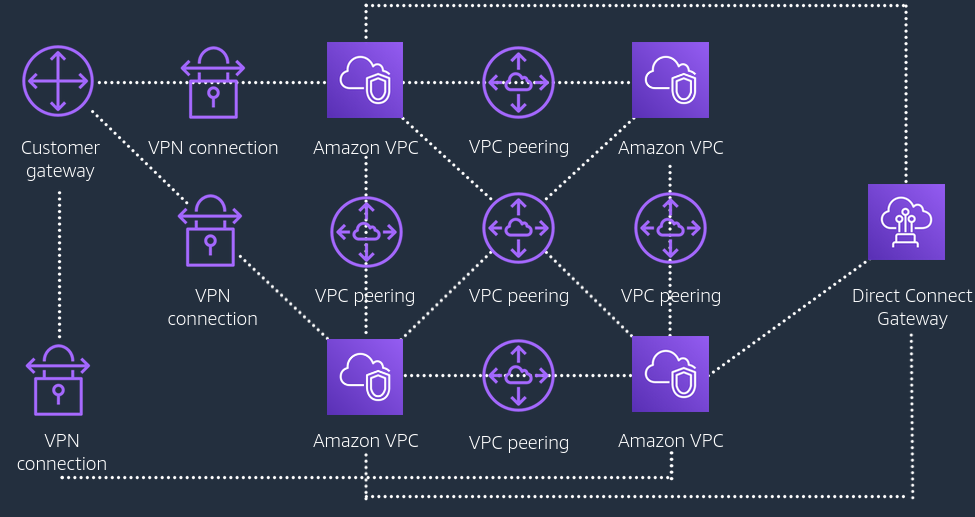 Customer
gateway
VPN connection
Amazon VPC
VPC peering
Amazon VPC
VPN
connection
VPC peering
VPC peering
VPC peering
Direct Connect
Gateway
VPN
connection
Amazon VPC
VPC peering
Amazon VPC